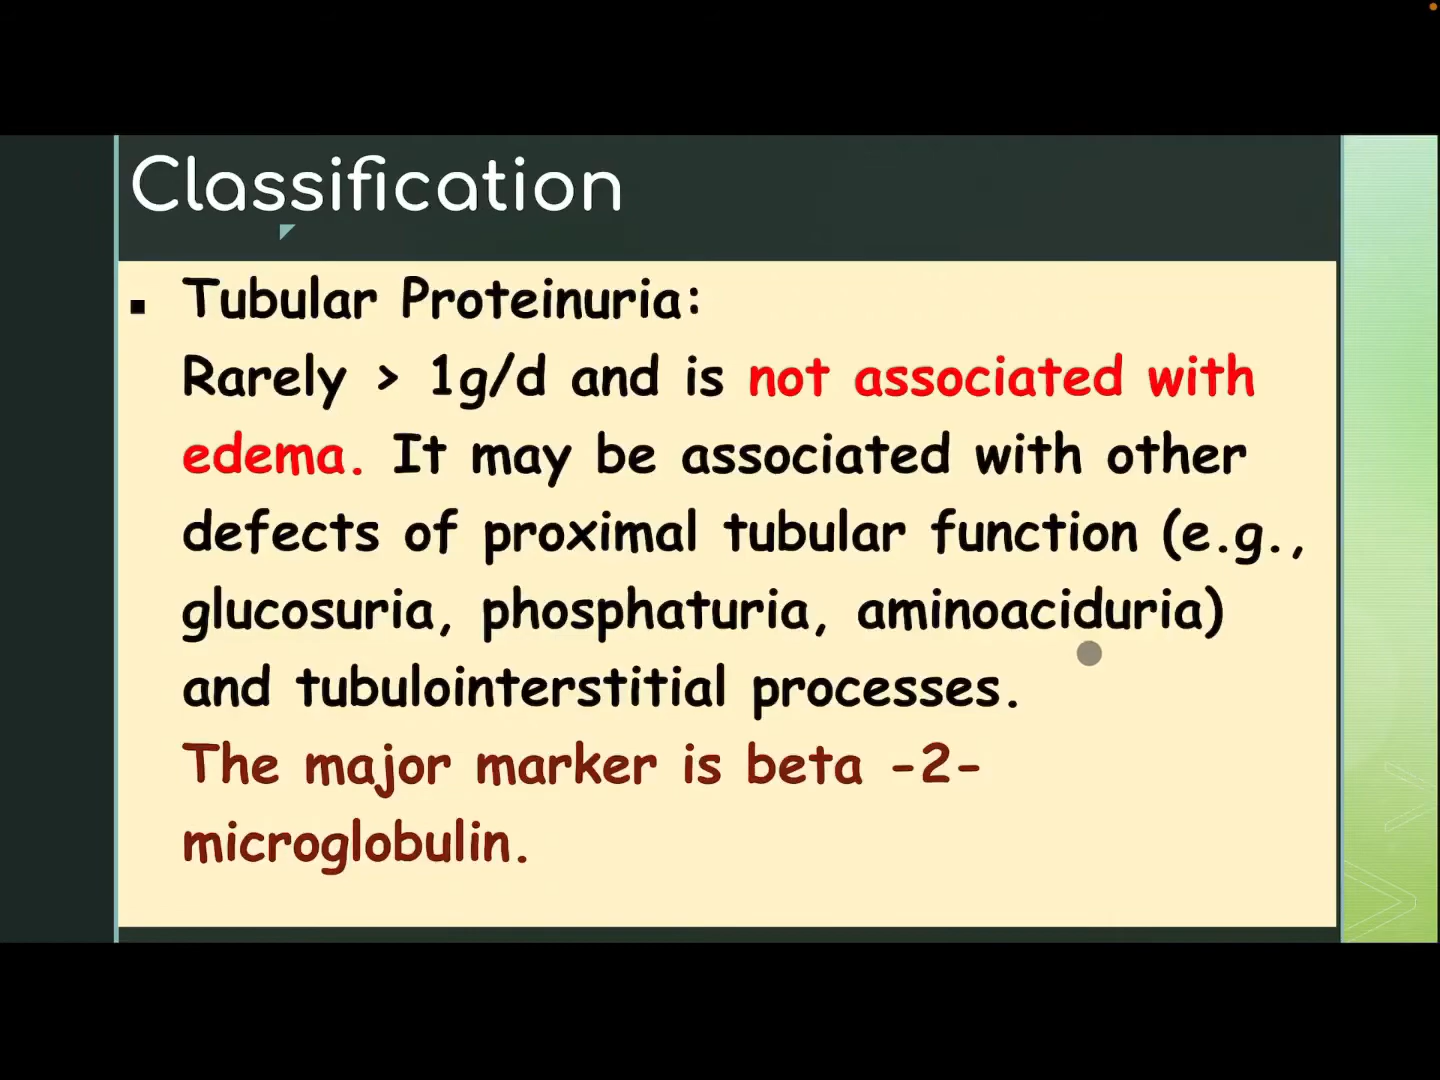 Classification
▪ Tubular Proteinuria:
Rarely > 1g/d and is not associated with
edema. It may be associated with other
defects of proximal tubular function (e.g.,
glucosuria, phosphaturia, aminoaciduria)
and tubulointerstitial processes.
The major marker is beta -2-
microglobulin.